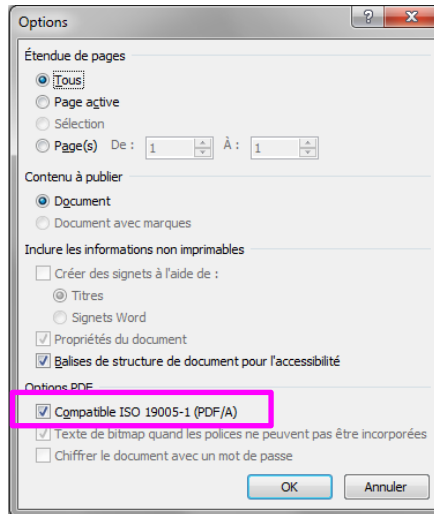 Options
Étendue de pages
Tous
Page active
Sélection
Page(s) De : 1 À : 1
Contenu à publier
Document
Document avec marques
Inclure les informations non imprimables
Créer des signets à l'aide de :
Titres
Signets Word
Propriétés du document
Balises de structure de document pour l'accessibilité
Options PDF
Compatible ISO 19005-1 (PDF/A)
Texte de bitmap quand les polices ne peuvent pas être incorporées
Chiffrer le document avec un mot de passe
OK Annuler